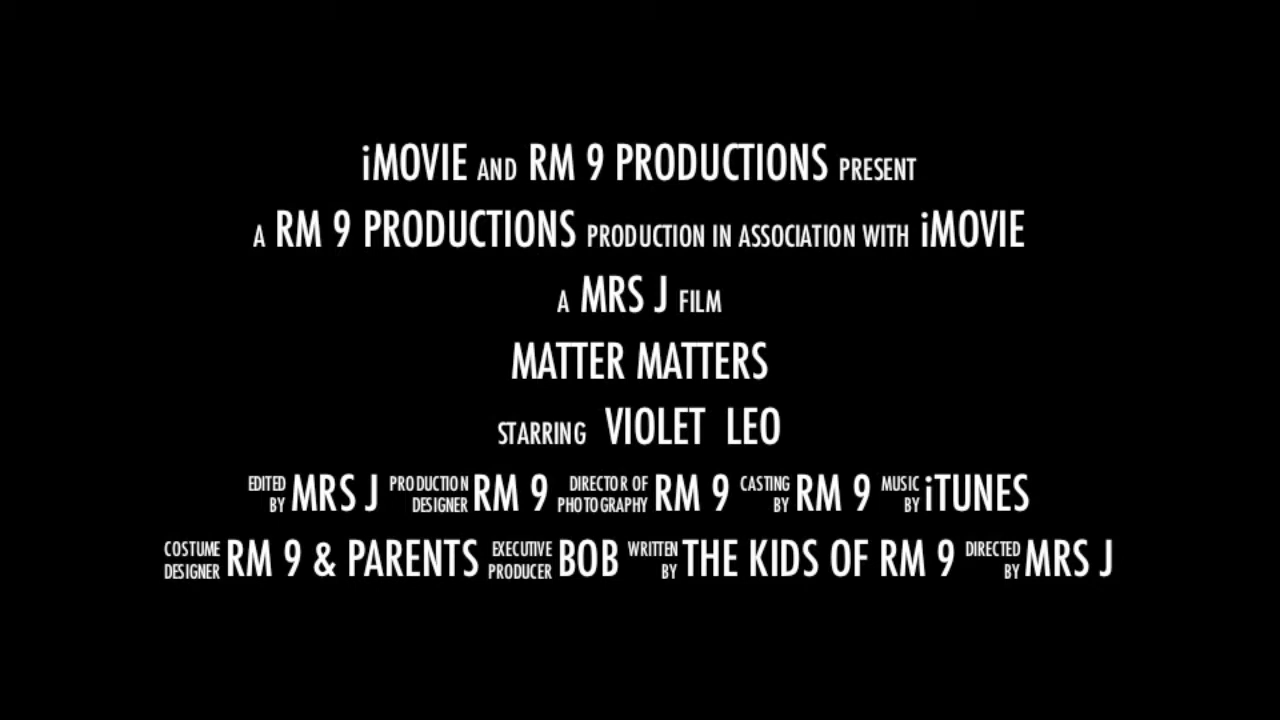 iMOVIE AND RM 9 PRODUCTIONS PRESENT
A RM 9 PRODUCTIONS PRODUCTION IN ASSOCIATION WITH iMOVIE
A MRS J FILM
MATTER MATTERS
STARRING VIOLET LEO
EDITED BY MRS J PRODUCTION DESIGNER RM 9 DIRECTOR OF PHOTOGRAPHY RM 9 CASTING BY RM 9 MUSIC BY iTUNES
COSTUME DESIGNER RM 9 & PARENTS EXECUTIVE PRODUCER BOB WRITTEN BY THE KIDS OF RM 9 DIRECTED BY MRS J